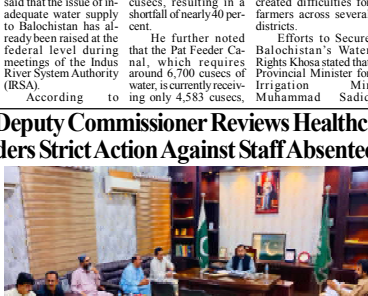 said that the issue of in-
adequate water supply
to Balochistan has al-
ready been raised at the
federal level during
meetings of the Indus
River System Authority
(IRSA).
According to
cusecs, resulting in a
shortfall of nearly 40 per-
cent.
He further noted
that the Pat Feeder Ca-
nal, which requires
around 6,700 cusecs of
water, is currently receiv-
ing only 4,583 cusecs,
created difficulties for
farmers across several
districts.
Efforts to Secure
Balochistan's Water
Rights Khosa stated that
Provincial Minister for
Irrigation Mir
Muhammad Sadiq
Deputy Commissioner Reviews Healthc
ders Strict Action Against Staff Absentee